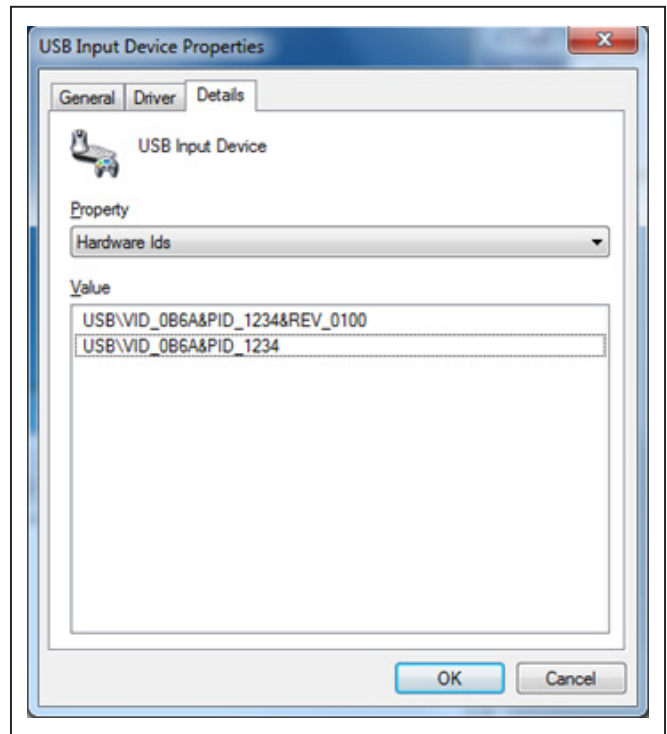 USB Input Device Properties
General Driver Details
USB Input Device
Property
Hardware Ids
Value
USB\VID_0B6A&PID_1234&REV_0100
USB\VID_0B6A&PID_1234
OK Cancel